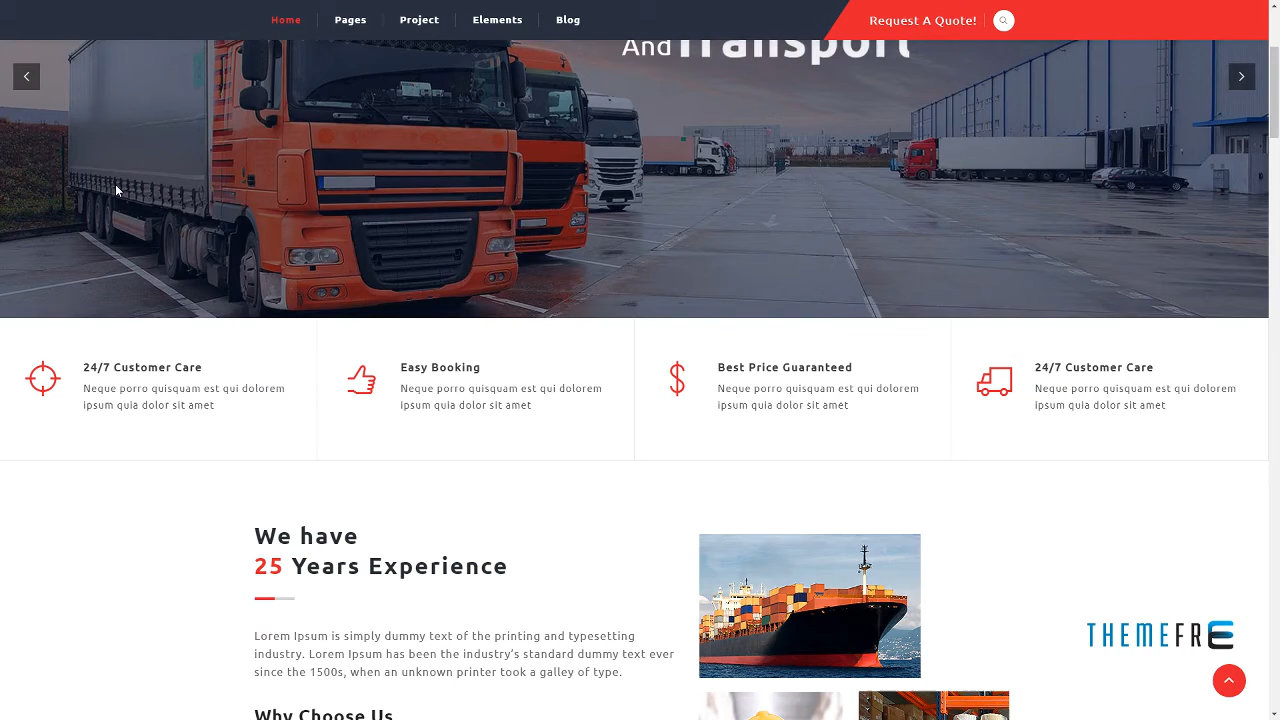 Home
Pages
Project
Elements
Blog
Request A Quote!
And Transport
24/7 Customer Care
Neque porro quisquam est qui dolorem
ipsum quia dolor sit amet
Easy Booking
Neque porro quisquam est qui dolorem
ipsum quia dolor sit amet
Best Price Guaranteed
Neque porro quisquam est qui dolorem
ipsum quia dolor sit amet
24/7 Customer Care
Neque porro quisquam est qui dolorem
ipsum quia dolor sit amet
We have
25 Years Experience
Lorem Ipsum is simply dummy text of the printing and typesetting
industry. Lorem Ipsum has been the industry's standard dummy text ever
since the 1500s, when an unknown printer took a galley of type.
Why Choose Us
THEMEFRE